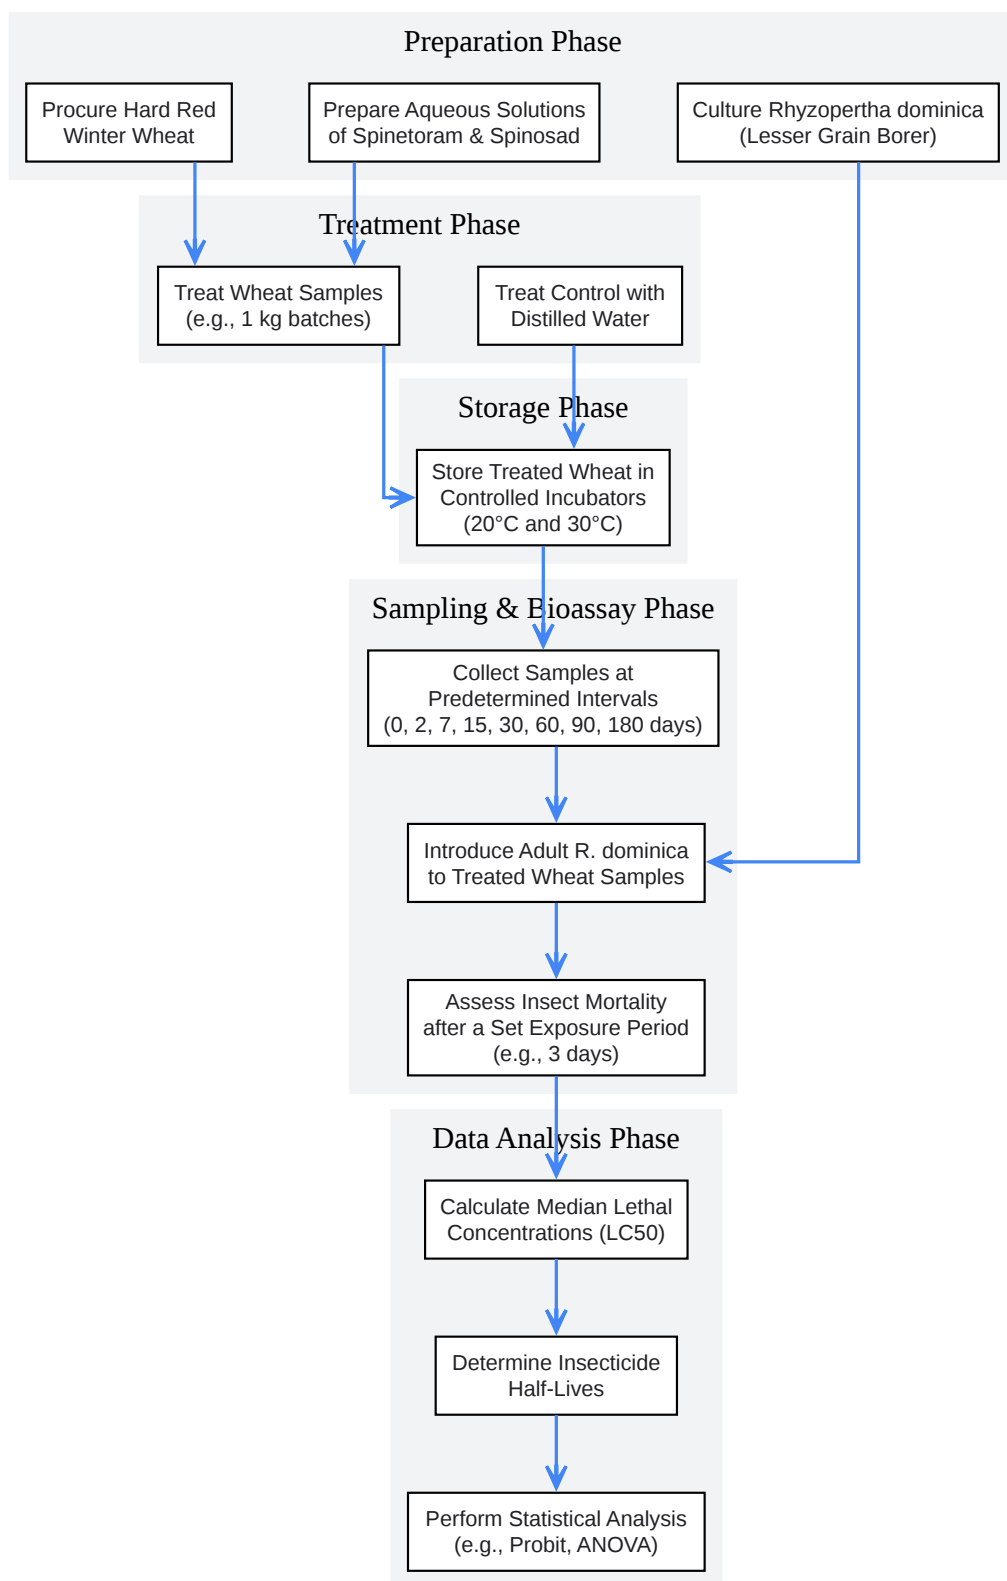 Preparation Phase
Procure Hard Red
Winter Wheat
Prepare Aqueous Solutions
of Spinetoram & Spinosad
Culture Rhyzopertha dominica
(Lesser Grain Borer)
Treatment Phase
Treat Wheat Samples
(e.g., 1 kg batches)
Treat Control with
Distilled Water
Storage Phase
Store Treated Wheat in
Controlled Incubators
(20°C and 30°C)
Sampling & Bioassay Phase
Collect Samples at
Predetermined Intervals
(0, 2, 7, 15, 30, 60, 90, 180 days)
Introduce Adult R. dominica
to Treated Wheat Samples
Assess Insect Mortality
after a Set Exposure Period
(e.g., 3 days)
Data Analysis Phase
Calculate Median Lethal
Concentrations (LC50)
Determine Insecticide
Half-Lives
Perform Statistical Analysis
(e.g., Probit, ANOVA)